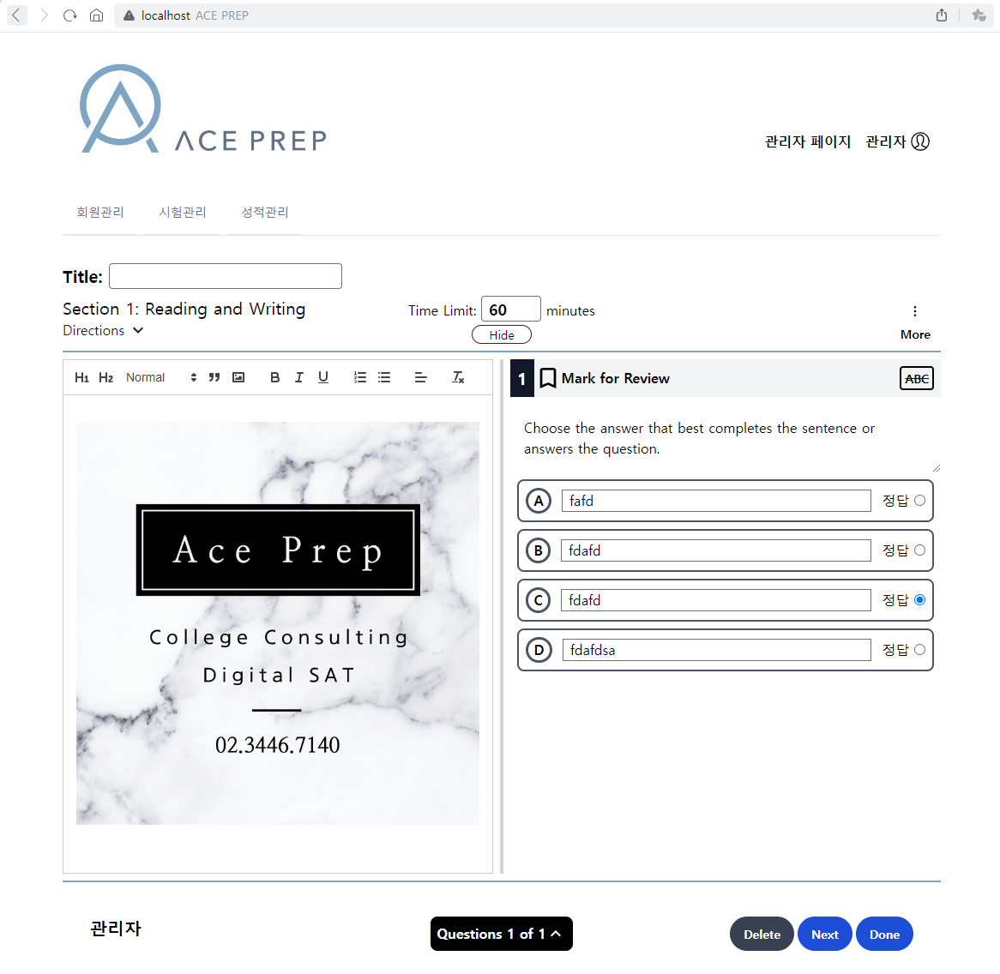 localhost ACE PREP
ACE PREP
관리자 페이지 관리자
회원관리 시험관리 성적관리
Title:
Section 1: Reading and Writing
Time Limit: 60 minutes
Directions
Hide
More
H1 H2 Normal B I U
1 Mark for Review ABC
Choose the answer that best completes the sentence or
answers the question.
A fafd 정답
B fdafd 정답
C fdafd 정답
D fdafdsa 정답
Ace Prep
College Consulting
Digital SAT
02.3446.7140
관리자
Questions 1 of 1
Delete Next Done